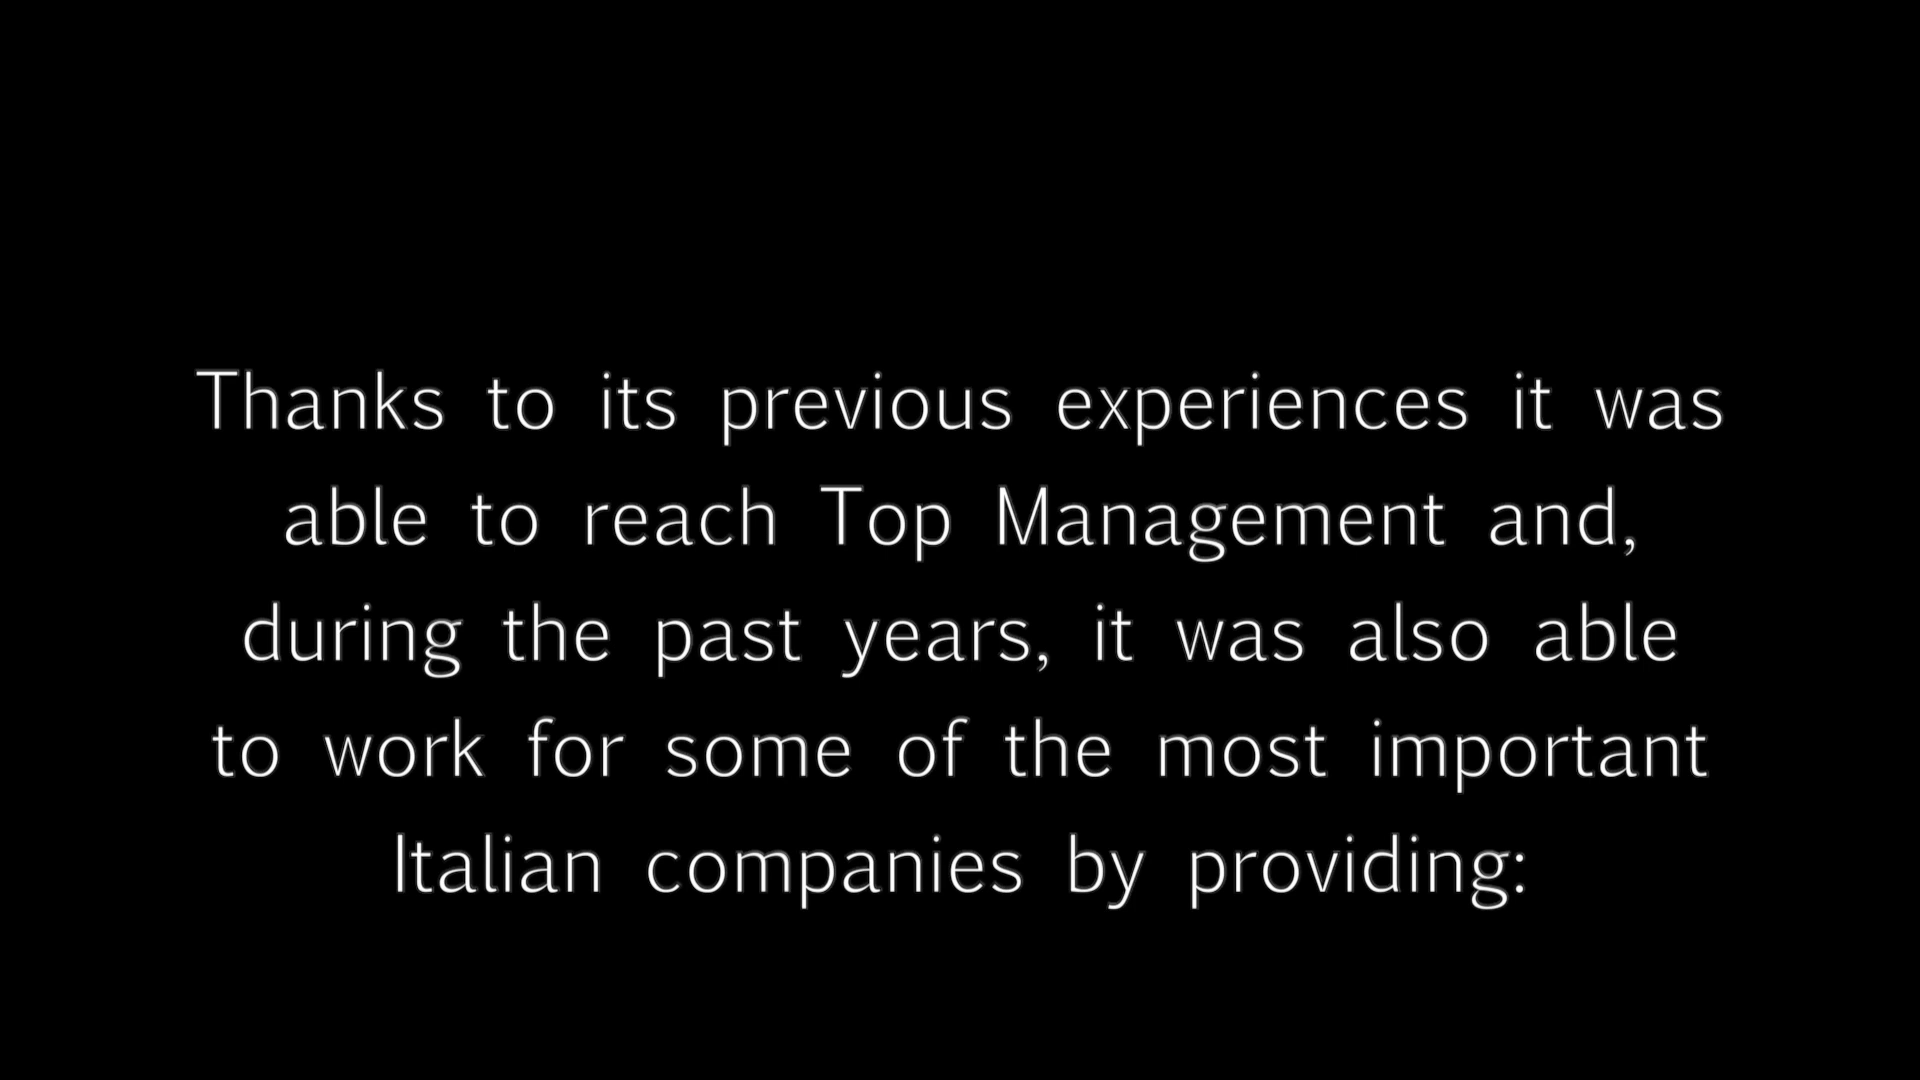 Thanks to its previous experiences it was
able to reach Top Management and,
during the past years, it was also able
to work for some of the most important
Italian companies by providing: